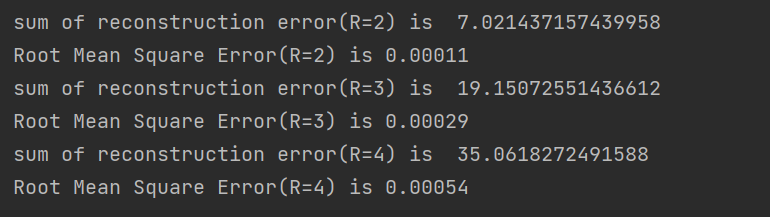 sum of reconstruction error(R=2) is  7.021437157439958
Root Mean Square Error(R=2) is 0.00011
sum of reconstruction error(R=3) is  19.15072551436612
Root Mean Square Error(R=3) is 0.00029
sum of reconstruction error(R=4) is  35.0618272491588
Root Mean Square Error(R=4) is 0.00054